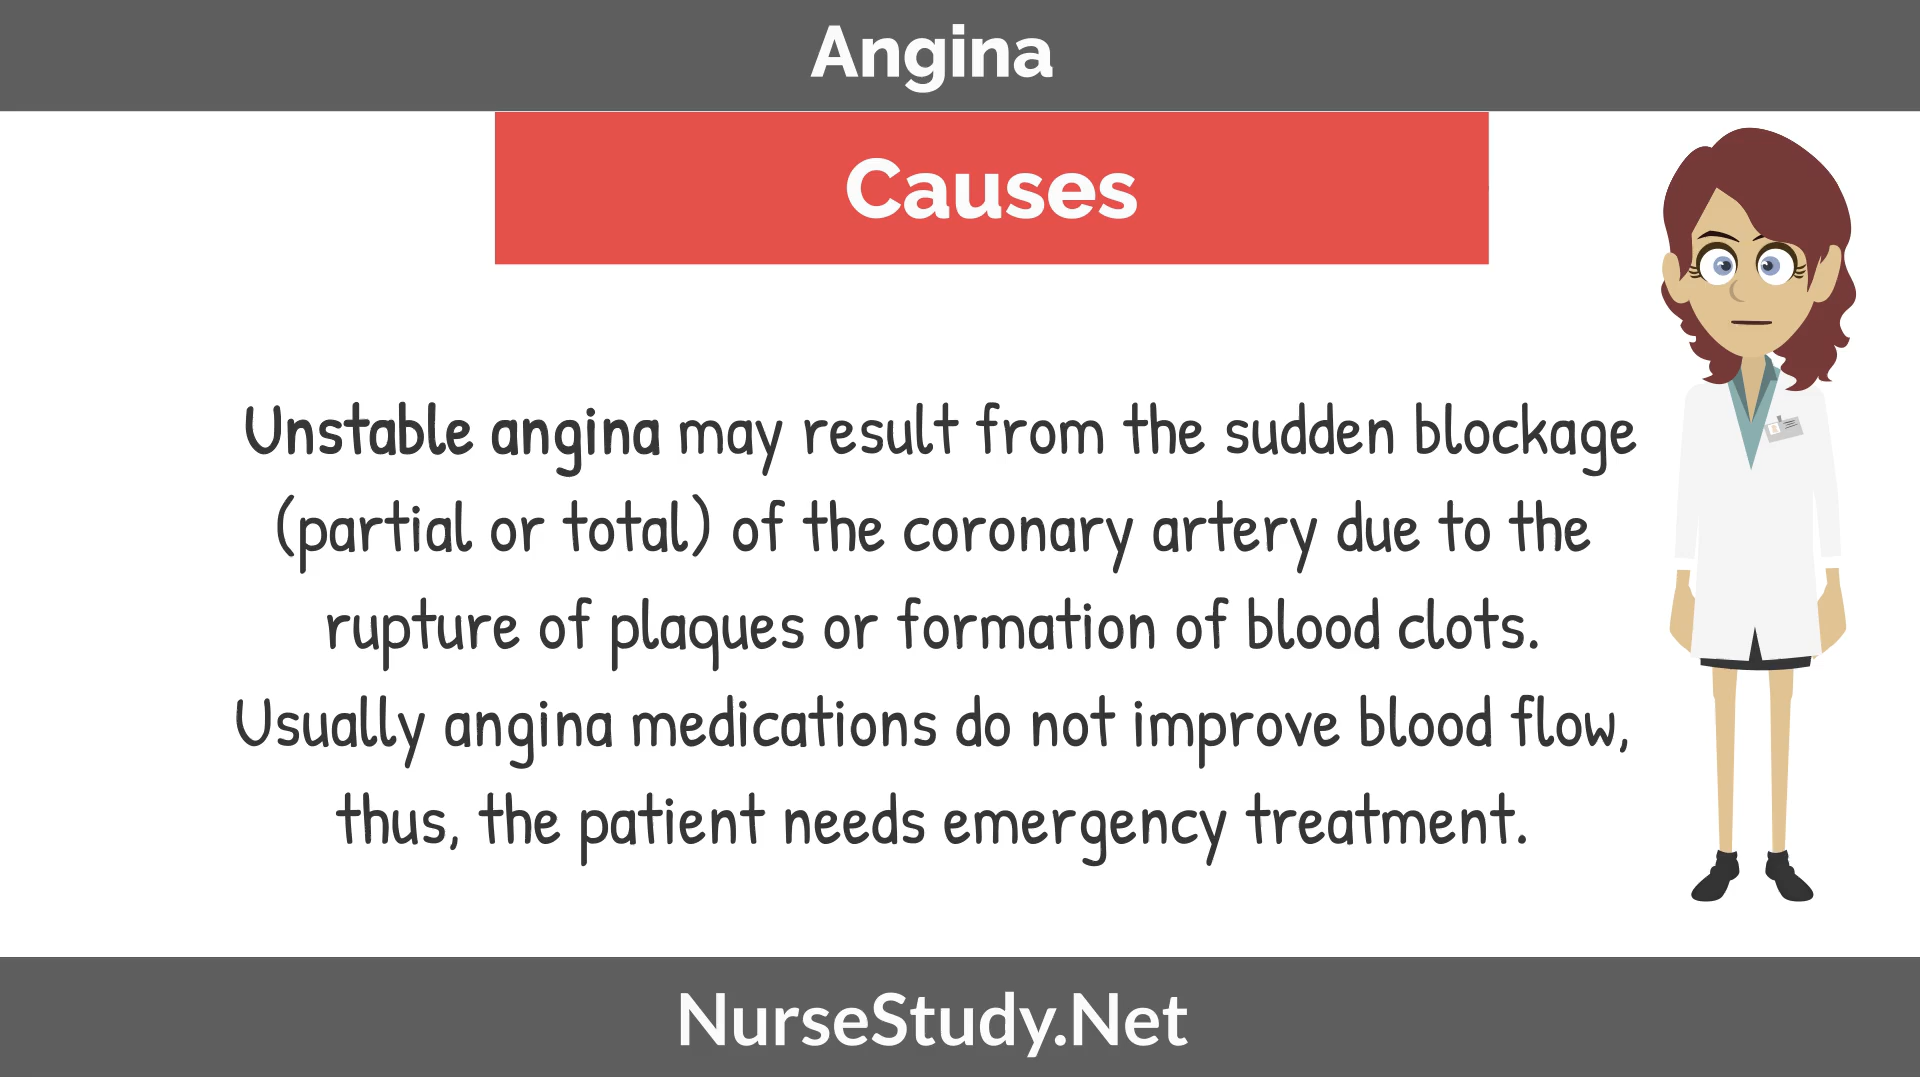 Angina
Causes
Unstable angina may result from the sudden blockage
(partial or total) of the coronary artery due to the
rupture of plaques or formation of blood clots.
Usually angina medications do not improve blood flow,
thus, the patient needs emergency treatment.
NurseStudy.Net